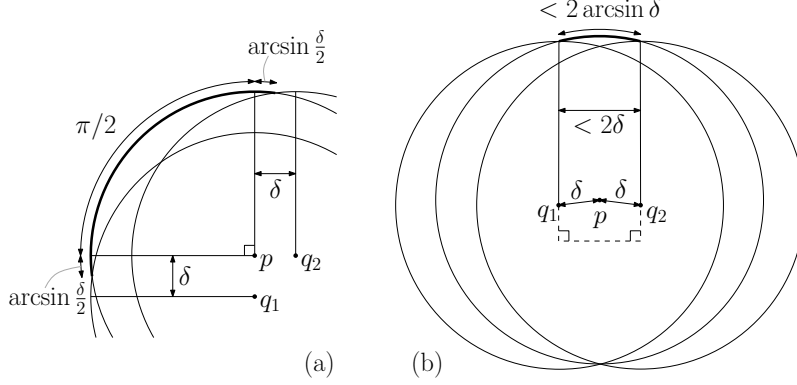 arcsin δ/2
π/2
δ
p
q₂
δ
q₁
arcsin δ/2
(a)
< 2 arcsin δ
< 2δ
δ δ
q₁ p q₂
(b)